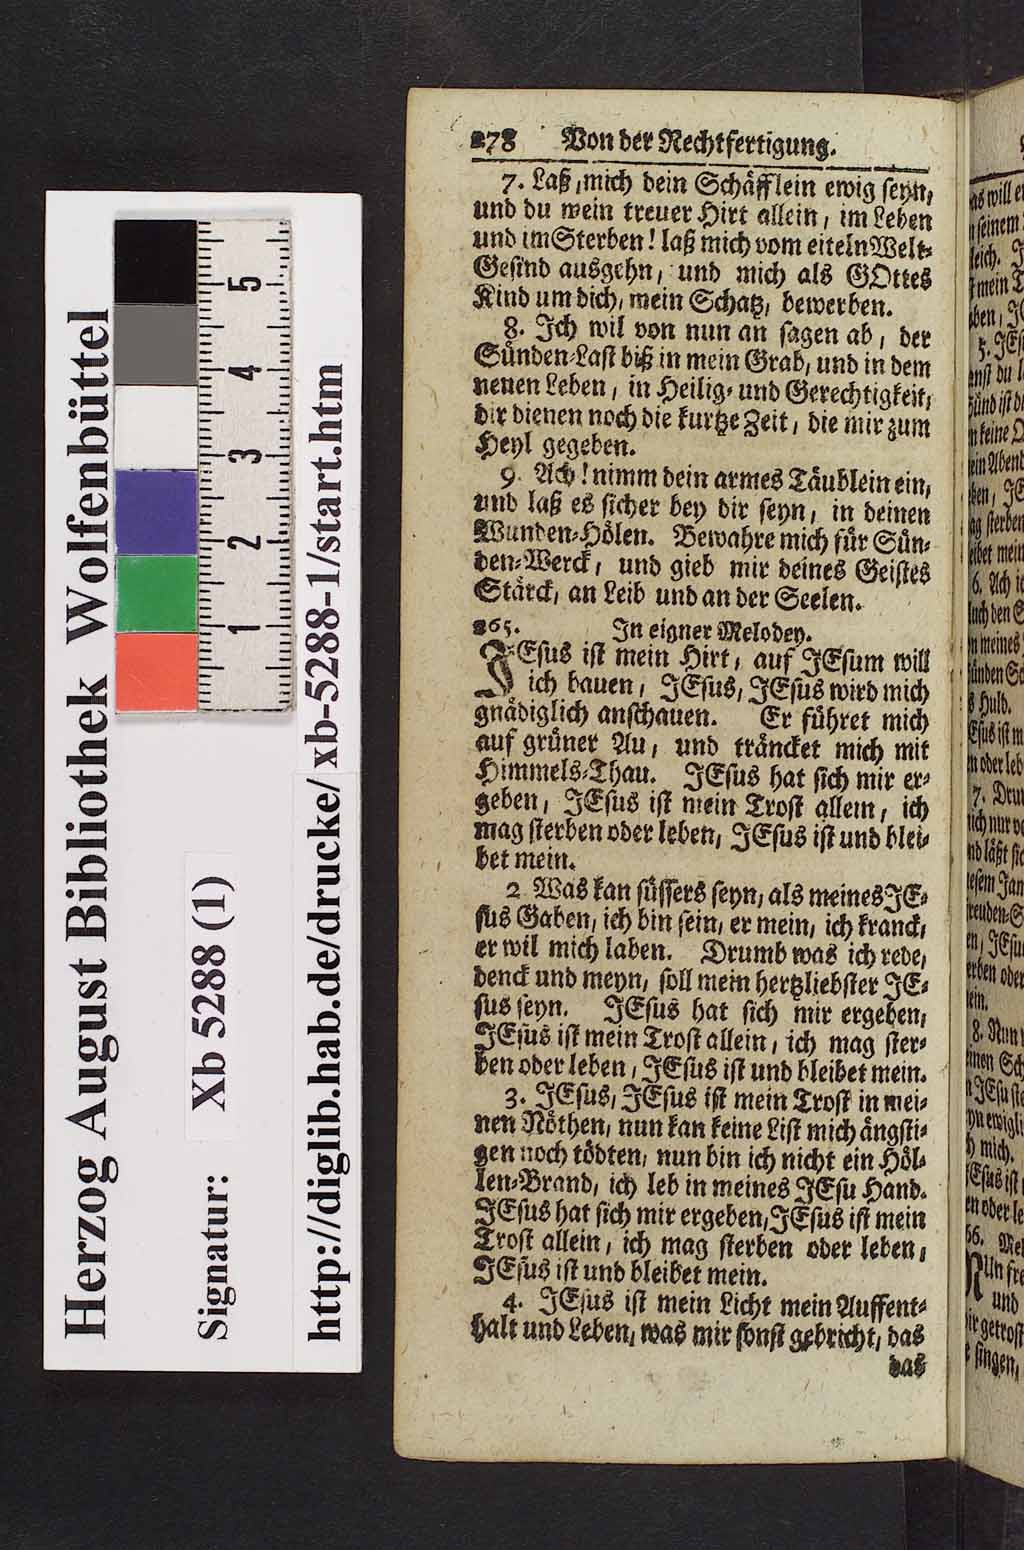 Herzog August Bibliothek Wolfenbüttel
Signatur: Xb 5288 (1)
http://diglib.hab.de/drucke/ xb-5288-1/start.htm
1 2 3 4 5
278 Von der Rechtfertigung.
7. Laß mich dein Schäfflein ewig seyn,
und du mein treuer Hirt allein, im Leben
und im Sterben! laß mich vom eiteln Welt-
Gesind ausgehn, und mich als GOttes
Kind um dich, mein Schatz, bewerben.
8. Ich wil von nun an sagen ab, der
Sünden-Last biß in mein Grab, und in dem
neuen Leben, in Heilig- und Gerechtigkeit,
dir dienen noch die kurtze Zeit, die mir zum
Heyl gegeben.
9. Ach! nimm dein armes Täublein ein,
und laß es sicher bey dir seyn, in deinen
Wunden-Hölen. Bewahre mich für Sün-
den-Werck, und gieb mir deines Geistes
Stärck, an Leib und an der Seelen.
265. In eigner Melodey.
JEsus ist mein Hirt, auf JEsum will
ich bauen, JEsus, JEsus wird mich
gnädiglich anschauen. Er führet mich
auf grüner Au, und träncket mich mit
Himmels-Thau. JEsus hat sich mir er-
geben, JEsus ist mein Trost allein, ich
mag sterben oder leben, JEsus ist und blei-
bet mein.
2 Was kan süssers seyn, als meines JE-
sus Gaben, ich bin sein, er mein, ich kranck,
er wil mich laben. Drumb was ich rede,
denck und meyn, soll mein hertzliebster JE-
sus seyn. JEsus hat sich mir ergeben,
JEsus ist mein Trost allein, ich mag ster-
ben oder leben, JEsus ist und bleibet mein.
3. JEsus, JEsus ist mein Trost in mei-
nen Nöthen, nun kan keine List mich ängsti-
gen noch tödten, nun bin ich nicht ein Höl-
len-Brand, ich leb in meines JEsu Hand.
JEsus hat sich mir ergeben, JEsus ist mein
Trost allein, ich mag sterben oder leben,
JEsus ist und bleibet mein.
4. JEsus ist mein Licht mein Auffent-
halt und Leben, was mir sonst gebricht, das
das